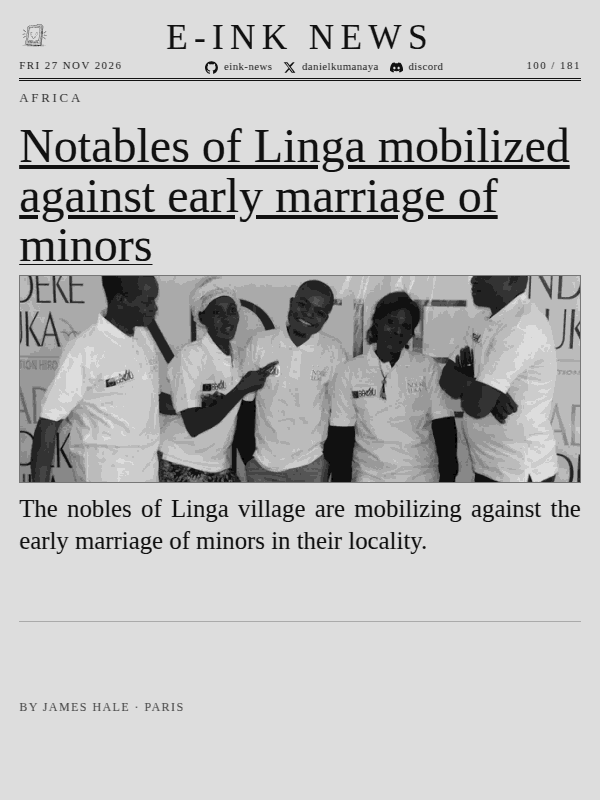 E-INK NEWS
FRI 27 NOV 2026
eink-news danielkumanaya discord
100 / 181
AFRICA
Notables of Linga mobilized
against early marriage of
minors
The nobles of Linga village are mobilizing against the
early marriage of minors in their locality.
BY JAMES HALE · PARIS